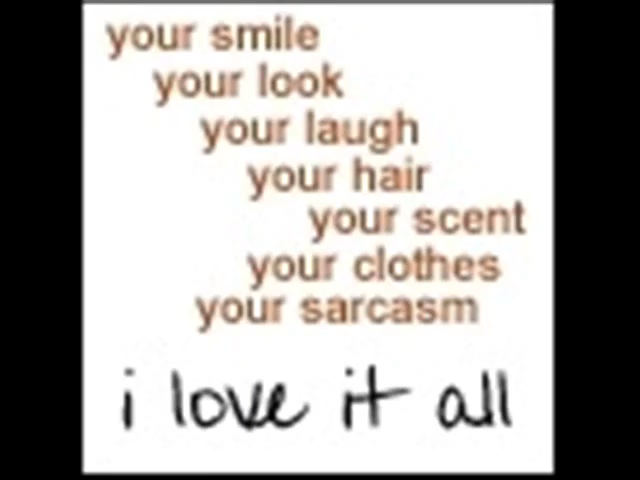 your smile
your look
your laugh
your hair
your scent
your clothes
your sarcasm
i love it all